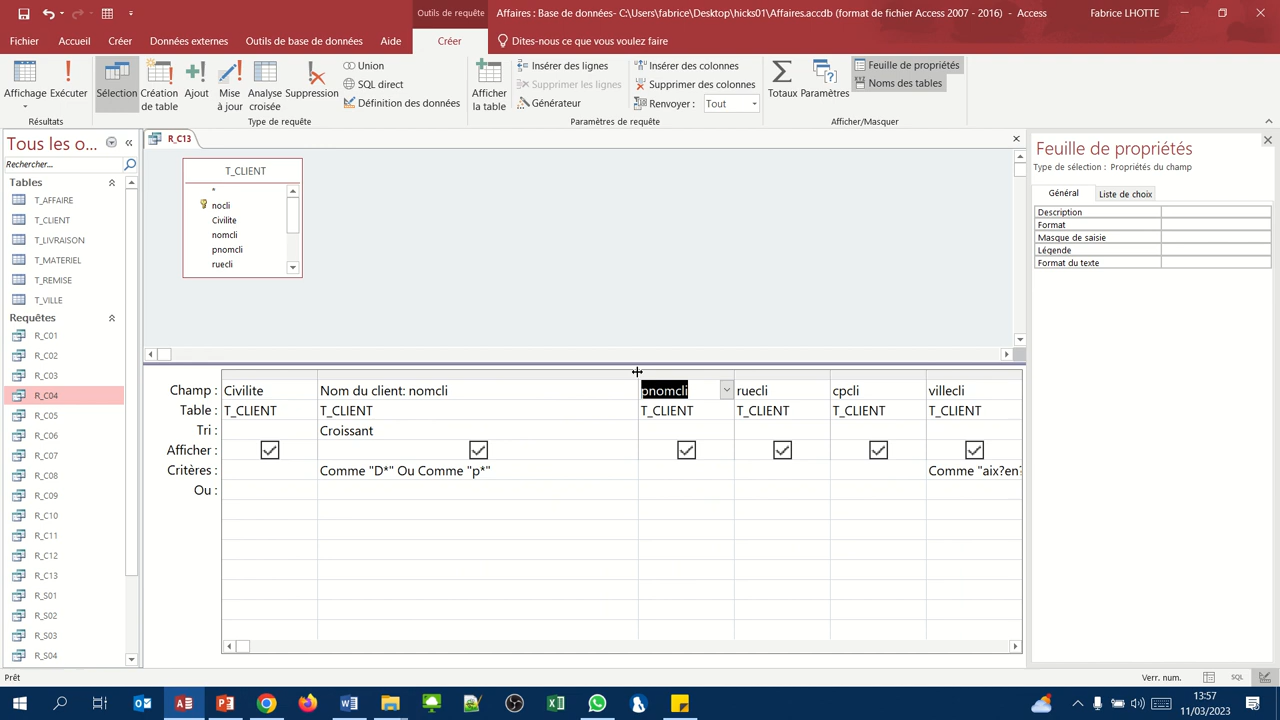 Outils de requête
Affaires : Base de données- C:\Users\fabrice\Desktop\hicks01\Affaires.accdb (format de fichier Access 2007 - 2016) - Access
Fabrice LHOTTE
Fichier
Accueil
Créer
Données externes
Outils de base de données
Aide
Créer
Dites-nous ce que vous voulez faire
Affichage
Exécuter
Sélection
Création de table
Ajout
Mise à jour
Analyse croisée
Suppression
Union
SQL direct
Définition des données
Afficher la table
Insérer des lignes
Supprimer les lignes
Générateur
Insérer des colonnes
Supprimer des colonnes
Renvoyer : Tout
Totaux
Paramètres
Feuille de propriétés
Noms des tables
Résultats
Type de requête
Paramètres de requête
Afficher/Masquer
Tous les o...
Rechercher...
Tables
T_AFFAIRE
T_CLIENT
T_LIVRAISON
T_MATERIEL
T_REMISE
T_VILLE
Requêtes
R_C01
R_C02
R_C03
R_C04
R_C05
R_C06
R_C07
R_C08
R_C09
R_C10
R_C11
R_C12
R_C13
R_S01
R_S02
R_S03
R_S04
R_C13
T_CLIENT
*
nocli
Civilite
nomcli
pnomcli
ruecli
Champ : Civilite Nom du client: nomcli pnomcli ruecli cpcli villecli
Table : T_CLIENT T_CLIENT T_CLIENT T_CLIENT T_CLIENT T_CLIENT
Tri : Croissant
Afficher :
Critères : Comme "D*" Ou Comme "p*" Comme "aix?en?
Ou :
Feuille de propriétés
Type de sélection : Propriétés du champ
Général
Liste de choix
Description
Format
Masque de saisie
Légende
Format du texte
Prêt
Verr. num.
SQL
13:57
11/03/2023